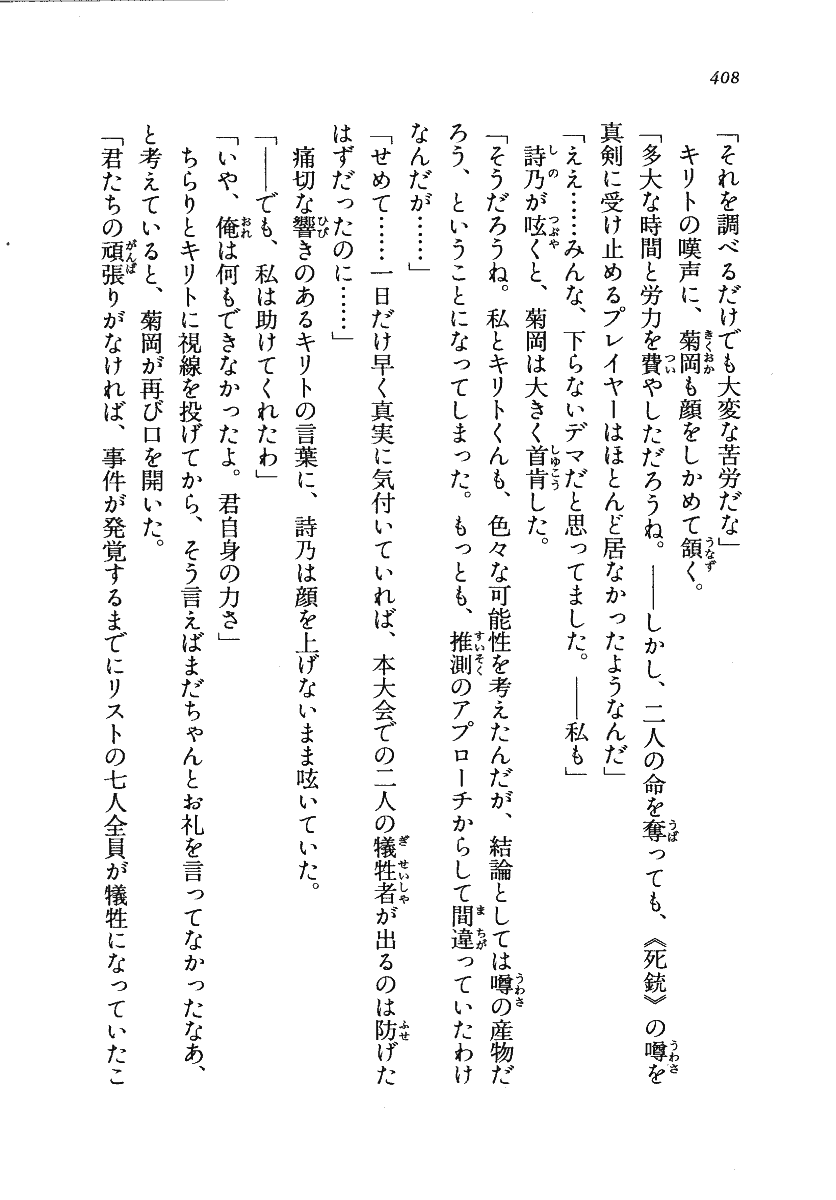 408
「それを調べるだけでも大変な苦労だな」
キリトの嘆声に、菊岡も顔をしかめて頷く。
「多大な時間と労力を費やしただろうね。――しかし、二人の命を奪っても、《死銃》の噂を
真剣に受け止めるプレイヤーはほとんど居なかったようなんだ」
「ええ……みんな、下らないデマだと思ってました。――私も」
詩乃が呟くと、菊岡は大きく首肯した。
「そうだろうね。私とキリトくんも、色々な可能性を考えたんだが、結論としては噂の産物だ
ろう、ということになってしまった。もっとも、推測のアプローチからして間違っていたわけ
なんだが……」
「せめて……一日だけ早く真実に気付いていれば、本大会での二人の犠牲者が出るのは防げた
はずだったのに……」
痛切な響きのあるキリトの言葉に、詩乃は顔を上げないまま呟いていた。
「――でも、私は助けてくれたわ」
「いや、俺は何もできなかったよ。君自身の力さ」
ちらりとキリトに視線を投げてから、そう言えばまだちゃんとお礼を言ってなかったなあ、
と考えていると、菊岡が再び口を開いた。
「君たちの頑張りがなければ、事件が発覚するまでにリストの七人全員が犠牲になっていたこ